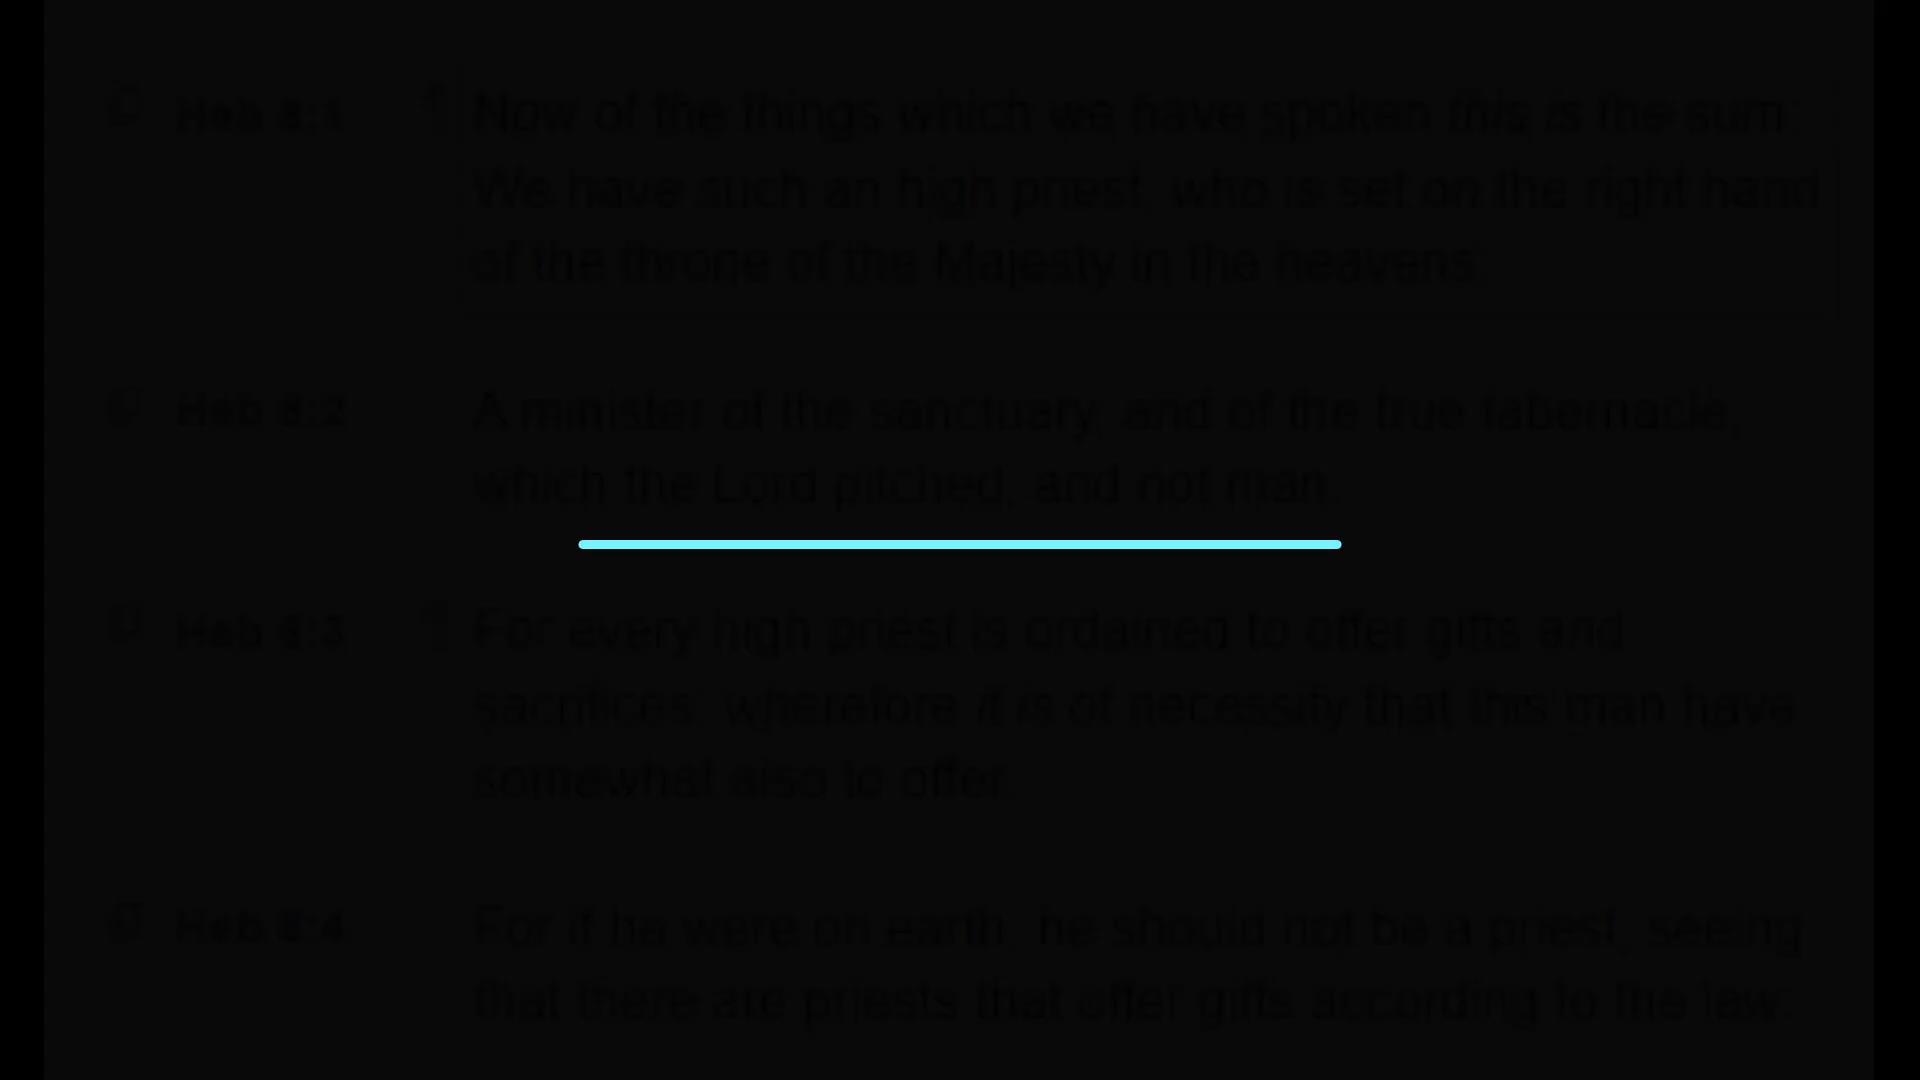 Heb 8:1 Now of the things which we have spoken this is the sum:
We have such an high priest, who is set on the right hand
of the throne of the Majesty in the heavens;
Heb 8:2 A minister of the sanctuary, and of the true tabernacle,
which the Lord pitched, and not man.
Heb 8:3 For every high priest is ordained to offer gifts and
sacrifices: wherefore it is of necessity that this man have
somewhat also to offer.
Heb 8:4 For if he were on earth, he should not be a priest, seeing
that there are priests that offer gifts according to the law: